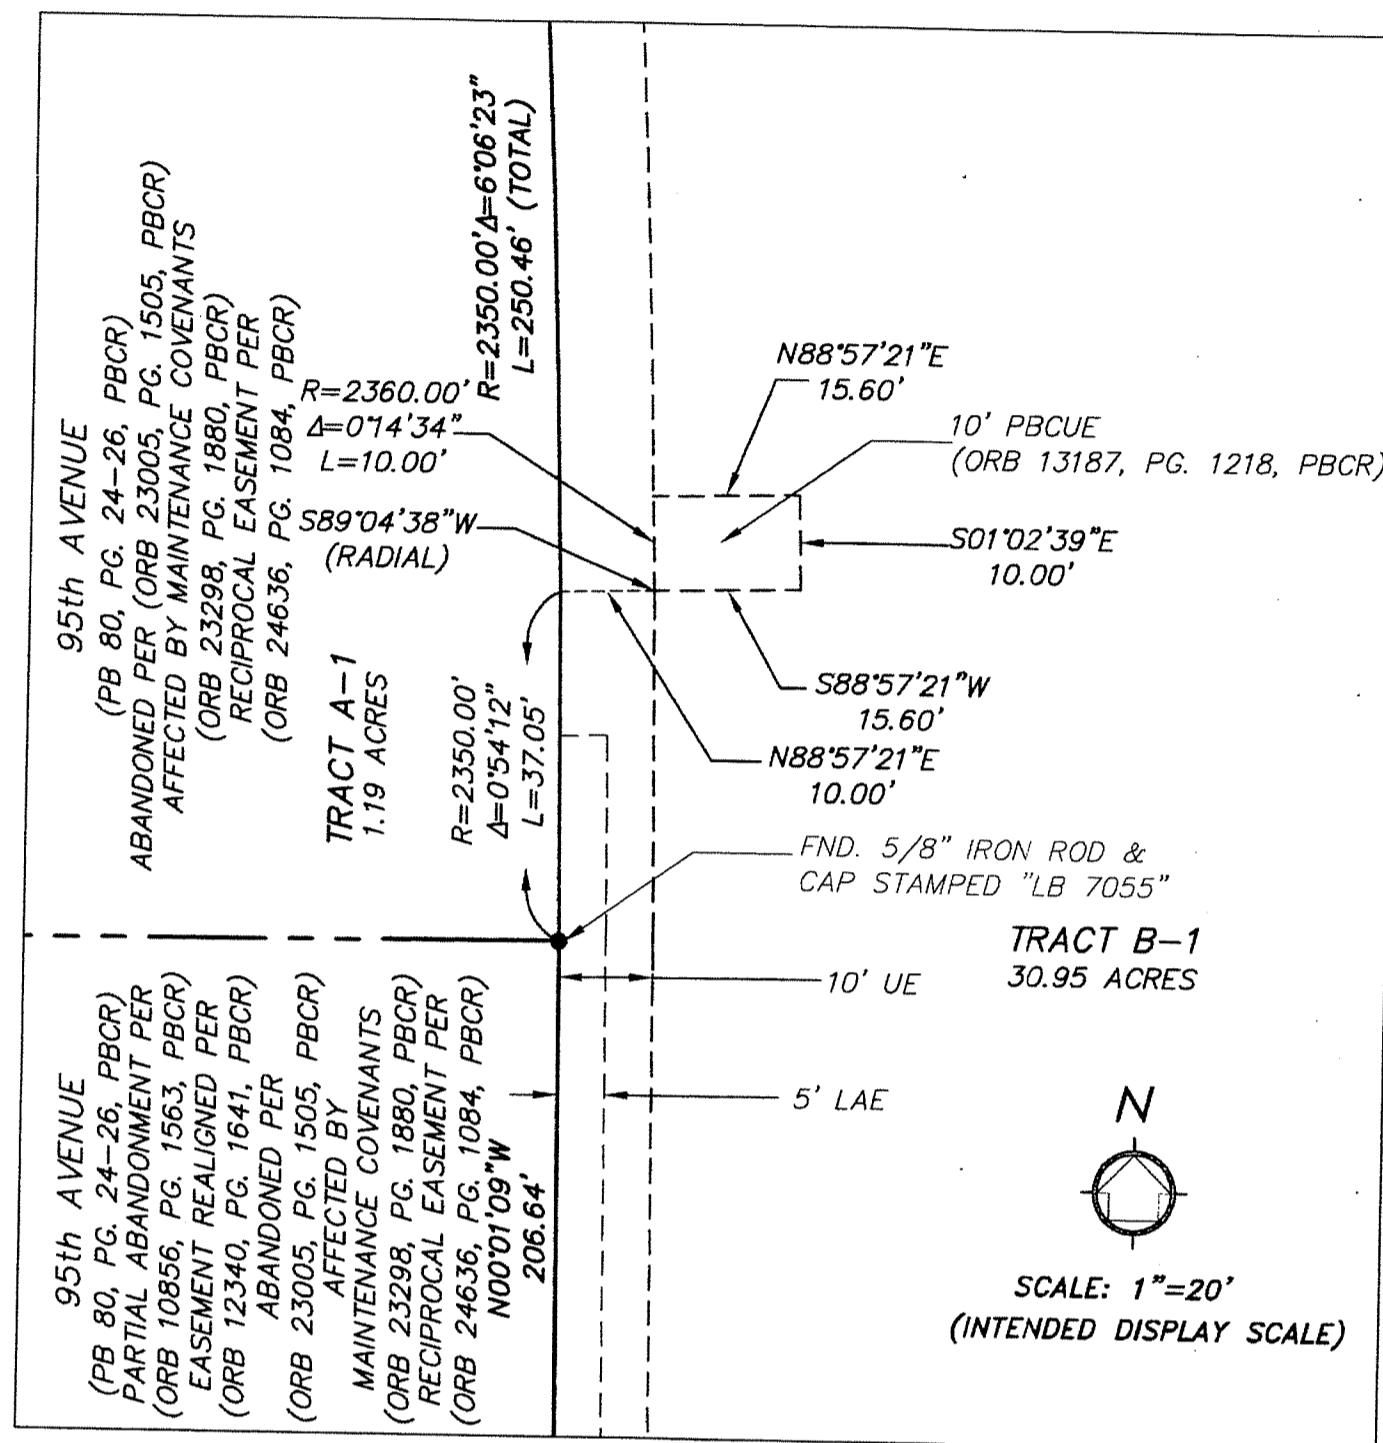 95th AVENUE
(PB 80, PG. 24-26, PBCR)
ABANDONED PER (ORB 23005, PG. 1505, PBCR)
AFFECTED BY MAINTENANCE COVENANTS
(ORB 23298, PG. 1880, PBCR)
RECIPROCAL EASEMENT PER
(ORB 24636, PG. 1084, PBCR)
TRACT A-1
1.19 ACRES
R=2350.00' Δ=6°06'23"
L=250.46' (TOTAL)
R=2360.00'
Δ=0°14'34"
L=10.00'
S89°04'38"W
(RADIAL)
R=2350.00'
Δ=0°54'12"
L=37.05'
N88°57'21"E
15.60'
10' PBCUE
(ORB 13187, PG. 1218, PBCR)
S01°02'39"E
10.00'
S88°57'21"W
15.60'
N88°57'21"E
10.00'
FND. 5/8" IRON ROD &
CAP STAMPED "LB 7055"
TRACT B-1
30.95 ACRES
10' UE
5' LAE
95th AVENUE
(PB 80, PG. 24-26, PBCR)
PARTIAL ABANDONMENT PER
(ORB 10856, PG. 1563, PBCR)
EASEMENT REALIGNED PER
(ORB 12340, PG. 1641, PBCR)
ABANDONED PER
(ORB 23005, PG. 1505, PBCR)
AFFECTED BY
MAINTENANCE COVENANTS
(ORB 23298, PG. 1880, PBCR)
RECIPROCAL EASEMENT PER
(ORB 24636, PG. 1084, PBCR)
N00°01'09"W
206.64'
N
SCALE: 1"=20'
(INTENDED DISPLAY SCALE)